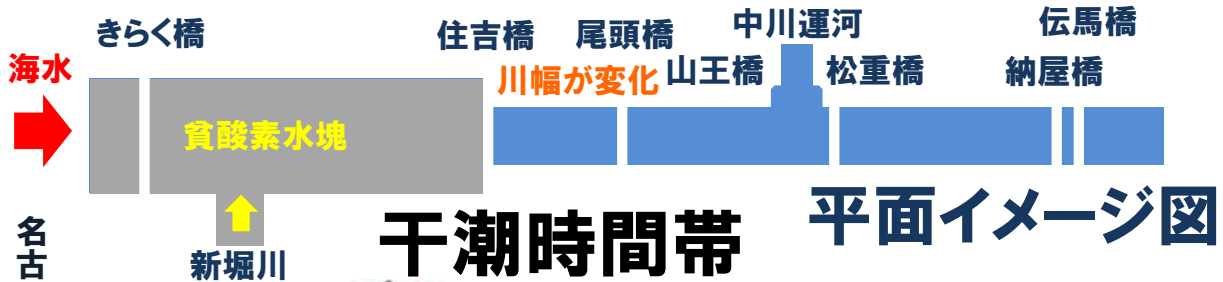 きらく橋
住吉橋
尾頭橋
中川運河
伝馬橋
海水
川幅が変化
山王橋
松重橋
納屋橋
貧酸素水塊
名古
新堀川
干潮時間帯
平面イメージ図